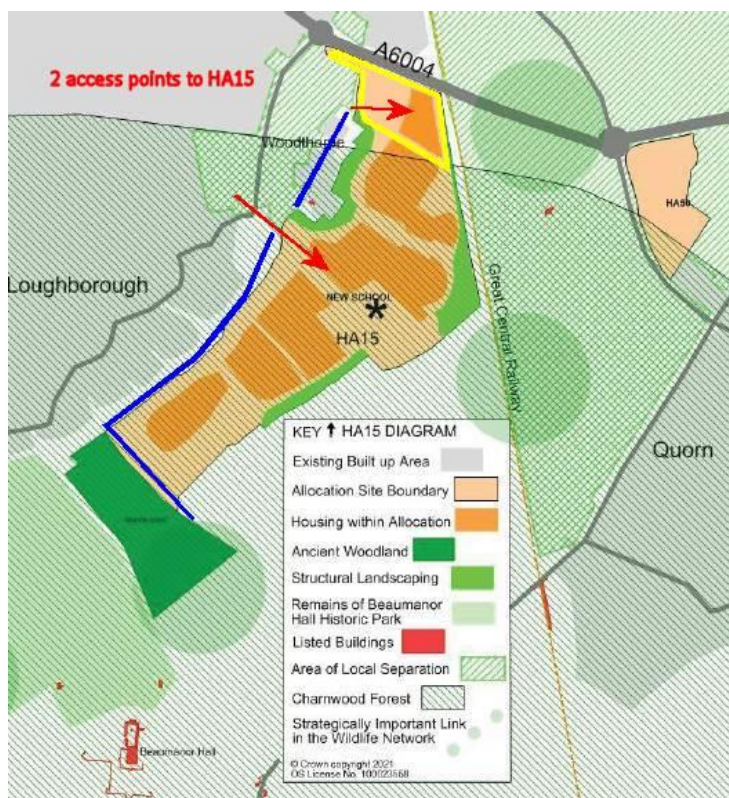 2 access points to HA15
A6004
Woodthorpe
HA60
Loughborough
Great Central Railway
NEW SCHOOL
*
HA15
Quorn
KEY ↑ HA15 DIAGRAM
Existing Built up Area
Allocation Site Boundary
Housing within Allocation
Ancient Woodland
Structural Landscaping
Remains of Beaumanor
Hall Historic Park
Listed Buildings
Area of Local Separation
Charnwood Forest
Strategically Important Link
in the Wildlife Network
© Crown copyright 2021
OS License No. 100023558
Beaumanor Hall